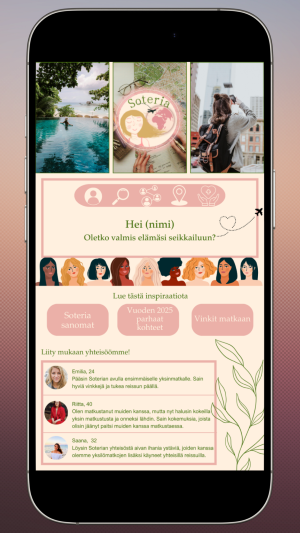 Soteria
Hei (nimi)
Oletko valmis elämäsi seikkailuun?
Lue tästä inspiraatiota
Soteria
sanomat
Vuoden 2025
parhaat
kohteet
Vinkit matkaan
Liity mukaan yhteisöömme!
Emilia, 24
Pääsin Soterian avulla ensimmäiselle yksinmatkalle. Sain
hyviä vinkkejä ja tukea reissun päällä.
Riitta, 40
Olen matkustanut muiden kanssa, mutta nyt halusin kokeilla
yksin matkustusta ja onneksi lähdin. Sain kokemuksia, joista
olisin jäänyt paitsi muiden kanssa matkustaessa.
Saana, 32
Löysin Soterian yhteisöstä aivan ihania ystäviä, joiden kanssa
olemme yksilömatkojen lisäksi käyneet yhteisillä reissuilla.